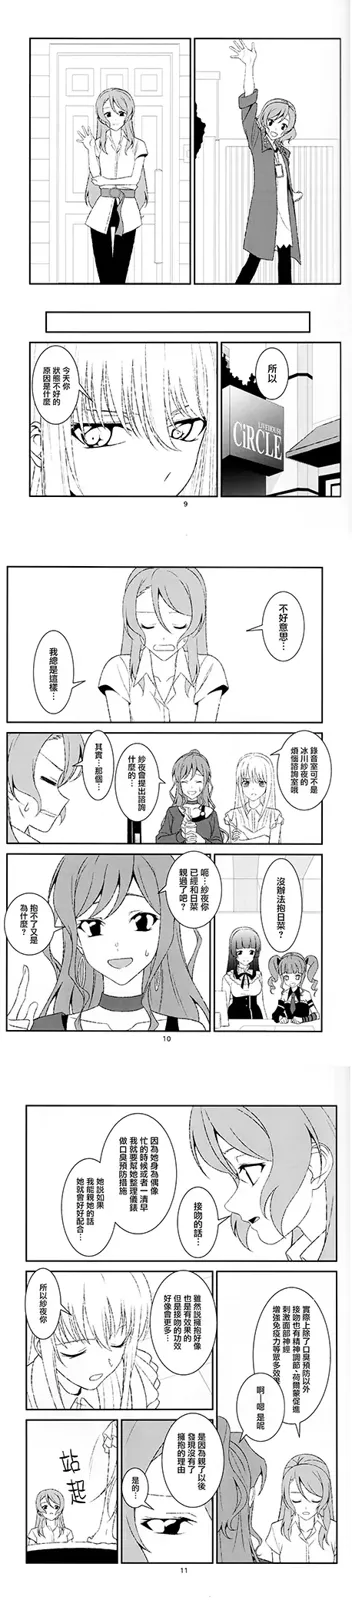 所以
LIVEHOUSE
CiRCLE
今天你
狀態不好的
原因是什麼
9
不好意思…
我總是這樣…
錄音室可不是
冰川紗夜的
煩惱諮詢室哦
紗夜會提出諮詢
什麼的…
其實…那個…
沒辦法抱日菜？
呃…紗夜你
已經和日菜
親過了吧？
抱不了又是
為什麼？
10
接吻的話…
因為她身為偶像
忙的時候或者一清早
我就要幫她整理儀錶
做口臭預防措施
她說如果
我能親她的話
她就會好好配合…
實際上除了口臭預防以外
接吻也有精神調節、荷爾蒙促進
刺激面部神經
增強免疫力等眾多效果
啊…嗯…是呢
雖然說擁抱好像
也是有效果的
但是接吻的功效
好像會更多…
所以紗夜
是因為親了以後
發現沒有了
擁抱的理由
是的…
站起
11